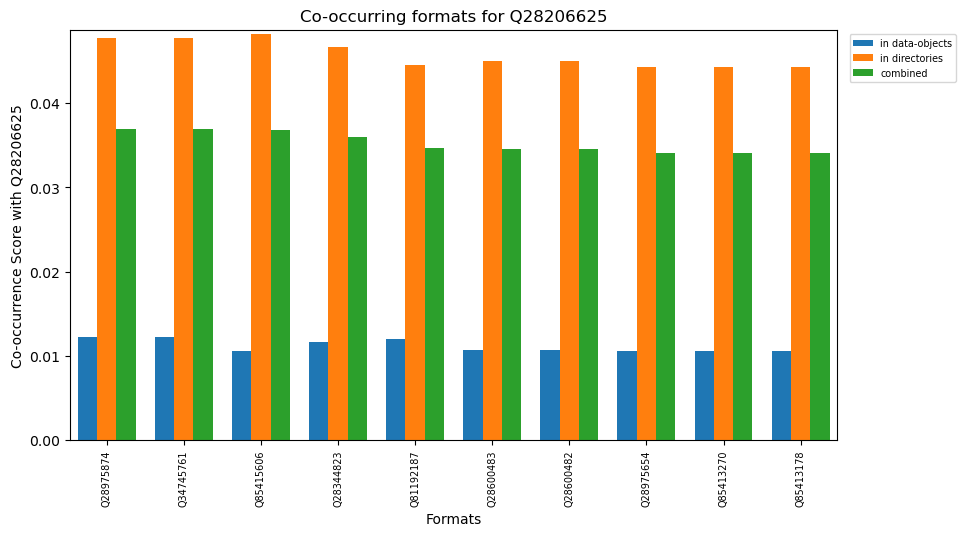 Co-occurring formats for Q28206625
in data-objects
in directories
combined
Co-occurrence Score with Q28206625
0.04
0.03
0.02
0.01
0.00
Q28975874
Q34745761
Q85415606
Q28344823
Q81192187
Q28600483
Q28600482
Q28975654
Q85413270
Q85413178
Formats